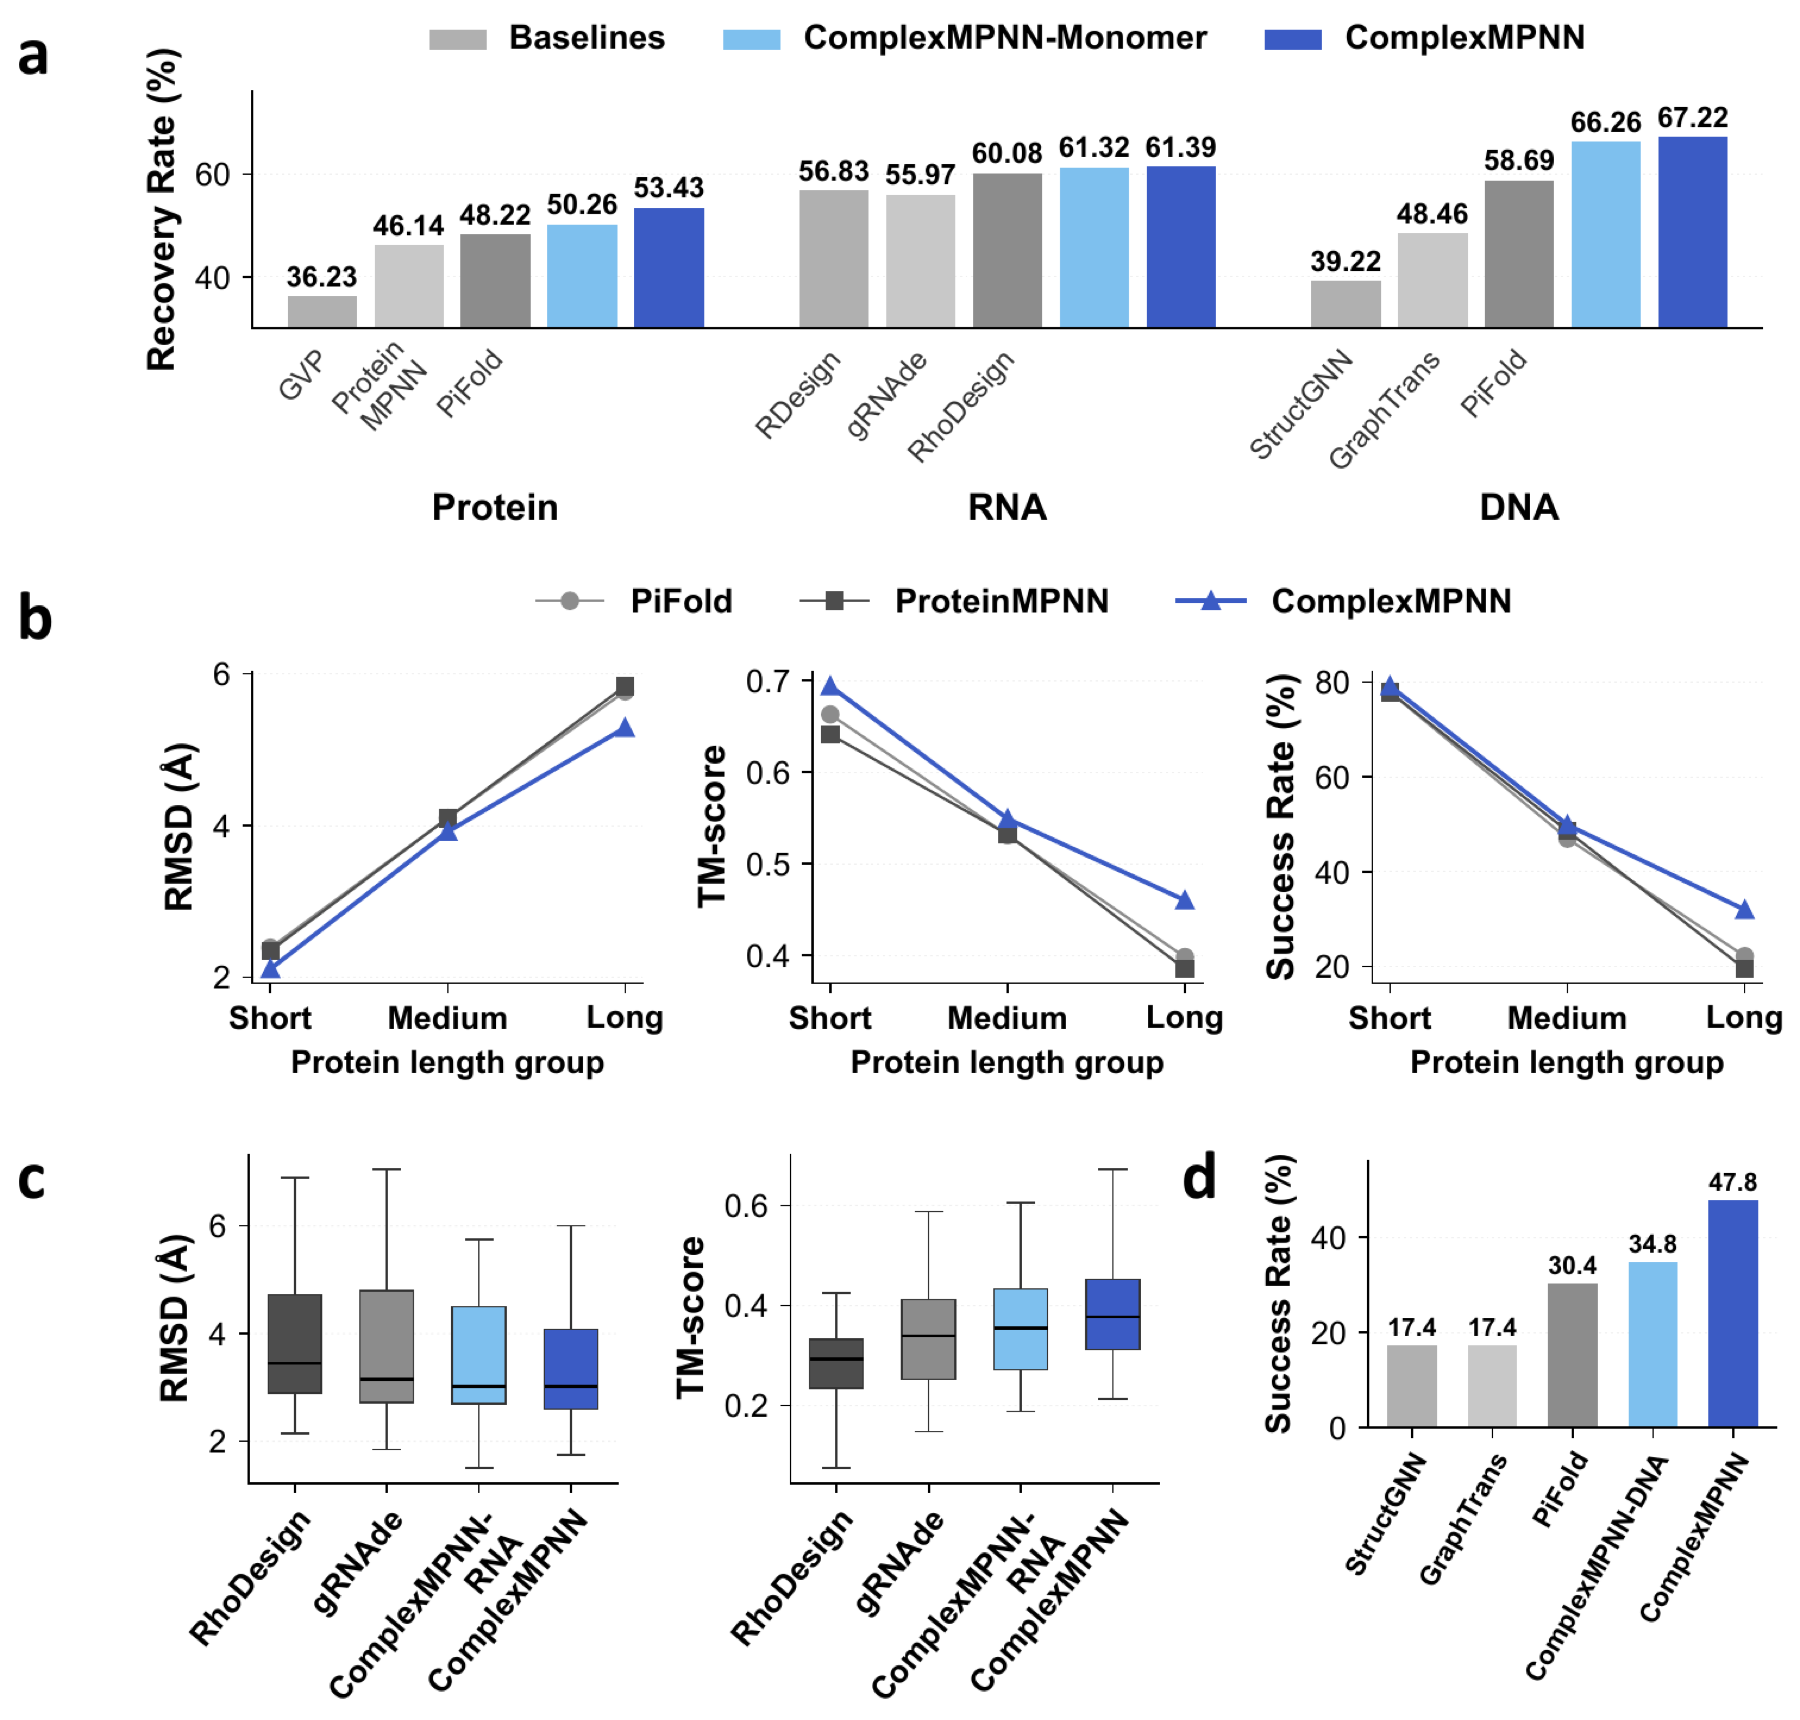 a
Baselines ComplexMPNN-Monomer ComplexMPNN
Recovery Rate (%)
60
40
36.23 46.14 48.22 50.26 53.43
56.83 55.97 60.08 61.32 61.39
39.22 48.46 58.69 66.26 67.22
GVP
Protein
MPNN
PiFold
RDesign
gRNAde
RhoDesign
StructGNN
GraphTrans
PiFold
Protein RNA DNA
b
PiFold ProteinMPNN ComplexMPNN
RMSD (Å)
6
4
2
Short Medium Long
Protein length group
TM-score
0.7
0.6
0.5
0.4
Short Medium Long
Protein length group
Success Rate (%)
80
60
40
20
Short Medium Long
Protein length group
c
RMSD (Å)
6
4
2
RhoDesign
gRNAde
ComplexMPNN-
RNA
ComplexMPNN
TM-score
0.6
0.4
0.2
RhoDesign
gRNAde
ComplexMPNN-
RNA
ComplexMPNN
d
Success Rate (%)
40
20
0
17.4 17.4 30.4 34.8 47.8
StructGNN
GraphTrans
PiFold
ComplexMPNN-DNA
ComplexMPNN